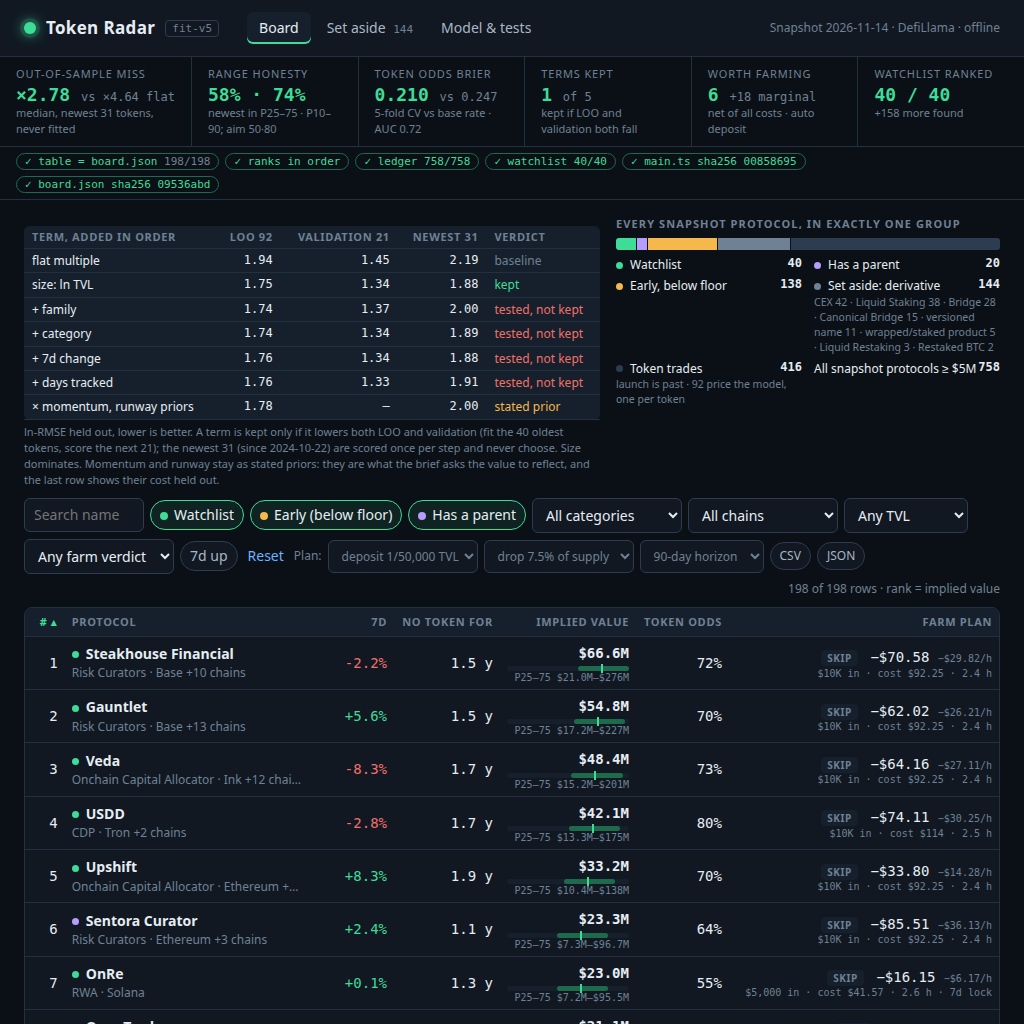 Token Radar fit-v5 Board Set aside 144 Model & tests Snapshot 2026-11-14 · DefiLlama · offline
OUT-OF-SAMPLE MISS
×2.78 vs ×4.64 flat
median, newest 31 tokens,
never fitted
RANGE HONESTY
58% · 74%
newest in P25–75 · P10–
90; aim 50·80
TOKEN ODDS BRIER
0.210 vs 0.247
5-fold CV vs base rate ·
AUC 0.72
TERMS KEPT
1 of 5
kept if LOO and
validation both fall
WORTH FARMING
6 +18 marginal
net of all costs · auto
deposit
WATCHLIST RANKED
40 / 40
+158 more found
✓ table = board.json 198/198 ✓ ranks in order ✓ ledger 758/758 ✓ watchlist 40/40 ✓ main.ts sha256 00858695
✓ board.json sha256 09536abd
TERM, ADDED IN ORDER LOO 92 VALIDATION 21 NEWEST 31 VERDICT
flat multiple 1.94 1.45 2.19 baseline
size: ln TVL 1.75 1.34 1.88 kept
+ family 1.74 1.37 2.00 tested, not kept
+ category 1.74 1.34 1.89 tested, not kept
+ 7d change 1.76 1.34 1.88 tested, not kept
+ days tracked 1.76 1.33 1.91 tested, not kept
× momentum, runway priors 1.78 – 2.00 stated prior
ln-RMSE held out, lower is better. A term is kept only if it lowers both LOO and validation (fit the 40 oldest
tokens, score the next 21); the newest 31 (since 2024-10-22) are scored once per step and never choose. Size
dominates. Momentum and runway stay as stated priors: they are what the brief asks the value to reflect, and
the last row shows their cost held out.
EVERY SNAPSHOT PROTOCOL, IN EXACTLY ONE GROUP
Watchlist 40 Has a parent 20
Early, below floor 138 Set aside: derivative 144
CEX 42 · Liquid Staking 38 · Bridge 28
· Canonical Bridge 15 · versioned
name 11 · wrapped/staked product 5
· Liquid Restaking 3 · Restaked BTC 2
Token trades 416 All snapshot protocols ≥ $5M 758
launch is past · 92 price the model,
one per token
Search name Watchlist Early (below floor) Has a parent All categories All chains Any TVL
Any farm verdict 7d up Reset Plan: deposit 1/50,000 TVL drop 7.5% of supply 90-day horizon CSV JSON
198 of 198 rows · rank = implied value
# ▲ PROTOCOL 7D NO TOKEN FOR IMPLIED VALUE TOKEN ODDS FARM PLAN
1 Steakhouse Financial -2.2% 1.5 y $66.6M 72% SKIP −$70.58 −$29.82/h
Risk Curators · Base +10 chains P25–75 $21.0M–$276M $10K in · cost $92.25 · 2.4 h
2 Gauntlet +5.6% 1.5 y $54.8M 70% SKIP −$62.02 −$26.21/h
Risk Curators · Base +13 chains P25–75 $17.2M–$227M $10K in · cost $92.25 · 2.4 h
3 Veda -8.3% 1.7 y $48.4M 73% SKIP −$64.16 −$27.11/h
Onchain Capital Allocator · Ink +12 chai... P25–75 $15.2M–$201M $10K in · cost $92.25 · 2.4 h
4 USDD -2.8% 1.7 y $42.1M 80% SKIP −$74.11 −$30.25/h
CDP · Tron +2 chains P25–75 $13.3M–$175M $10K in · cost $114 · 2.5 h
5 Upshift +8.3% 1.9 y $33.2M 70% SKIP −$33.80 −$14.28/h
Onchain Capital Allocator · Ethereum +... P25–75 $10.4M–$138M $10K in · cost $92.25 · 2.4 h
6 Sentora Curator +2.4% 1.1 y $23.3M 64% SKIP −$85.51 −$36.13/h
Risk Curators · Ethereum +3 chains P25–75 $7.3M–$96.7M $10K in · cost $92.25 · 2.4 h
7 OnRe +0.1% 1.3 y $23.0M 55% SKIP −$16.15 −$6.17/h
RWA · Solana P25–75 $7.2M–$95.5M $5,000 in · cost $41.57 · 2.6 h · 7d lock